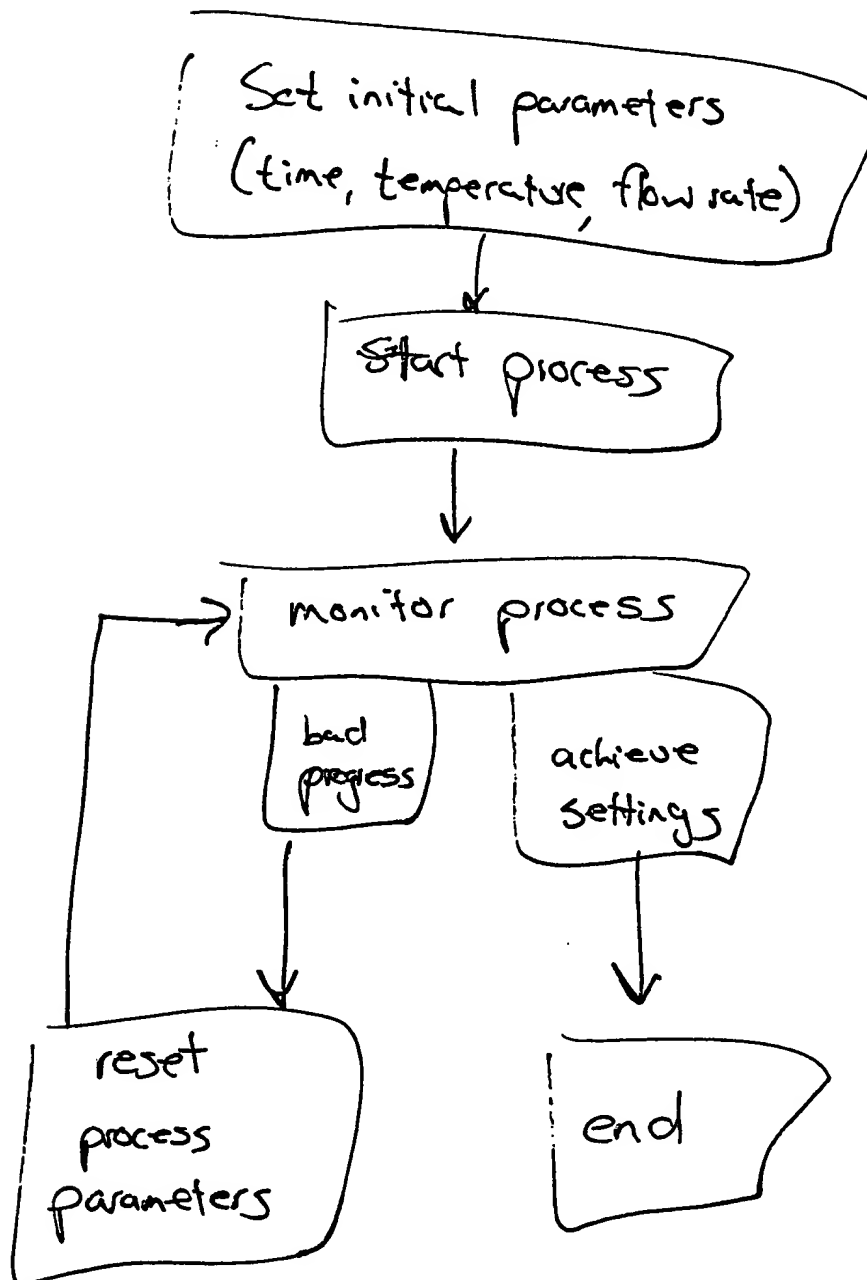 Set initial parameters
(time, temperature, flow rate)
Start process
monitor process
bad
progress
achieve
settings
reset
process
parameters
end